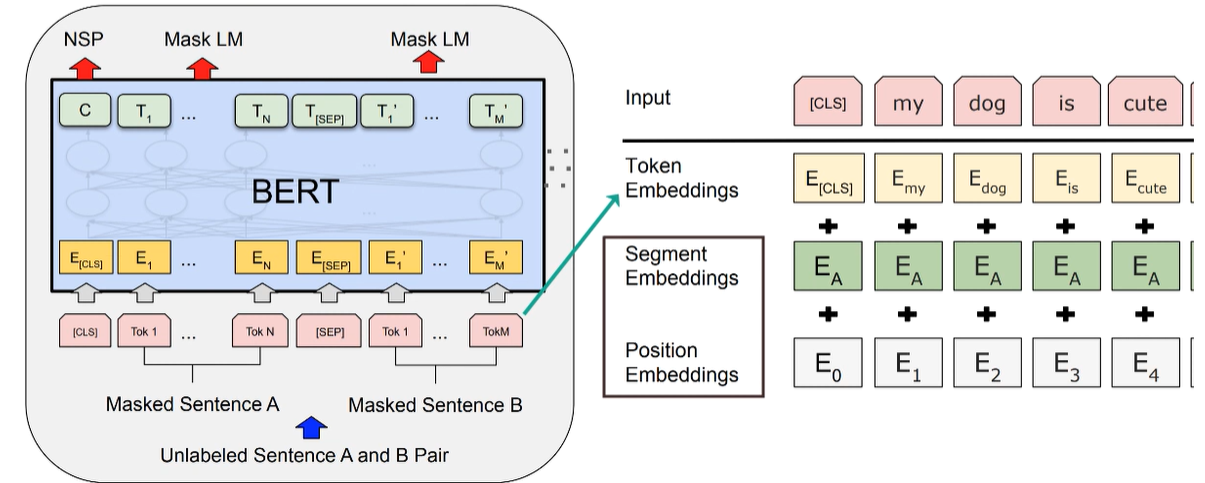 NSP Mask LM Mask LM
C T1 ... TN T[SEP] T1' ... TM'
...
BERT
...
E[CLS] E1 ... EN E[SEP] E1' ... EM'
[CLS] Tok 1 ... Tok N [SEP] Tok 1 ... TokM
Masked Sentence A Masked Sentence B
Unlabeled Sentence A and B Pair
Input [CLS] my dog is cute
Token
Embeddings
E[CLS] Emy Edog Eis Ecute
+ + + + +
Segment
Embeddings
EA EA EA EA EA
+ + + + +
Position
Embeddings
E0 E1 E2 E3 E4